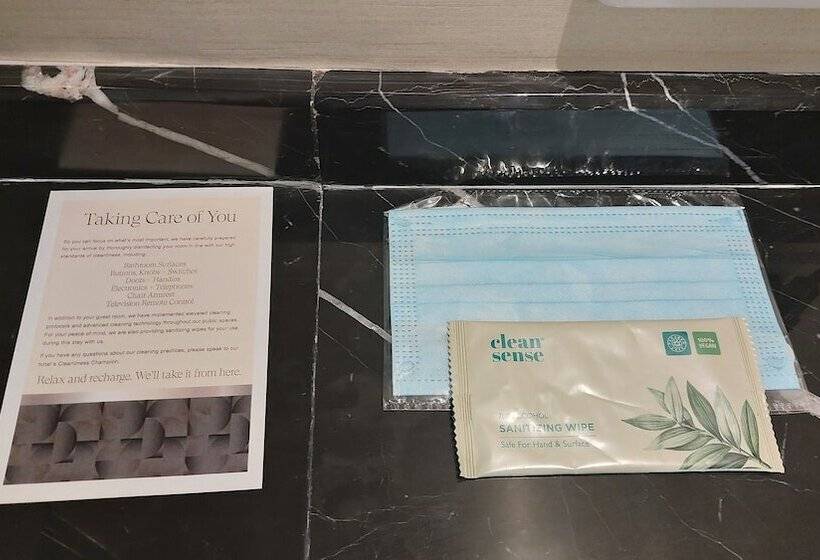 Taking Care of You
So you can focus on what's most important, we have carefully prepared
for your arrival by thoroughly disinfecting your room in line with our high
standards of cleanliness, including:
Bathroom Surfaces
Buttons, Knobs + Switches
Doors + Handles
Electronics + Telephones
Chair Armrest
Television Remote Control
In addition to your guest room, we have implemented elevated cleaning
protocols and advanced cleaning technology throughout our public spaces.
For your peace of mind, we are also providing sanitizing wipes for your use
during this stay with us.
If you have any questions about our cleaning practices, please speak to our
hotel's Cleanliness Champion.
Relax and recharge. We'll take it from here.
clean
sense
100%
VEGAN
ALCOHOL
SANITIZING WIPE
Safe For Hand & Surface